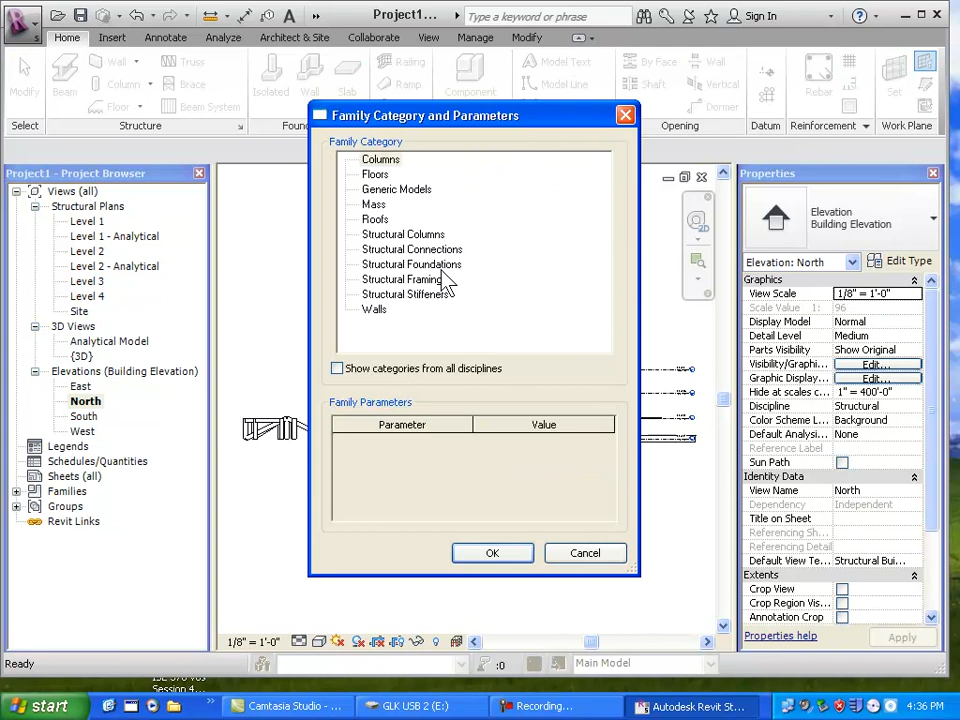 Project1...
Type a keyword or phrase
Sign In
Home Insert Annotate Analyze Architect & Site Collaborate View Manage Modify
Modify
Beam
Wall
Column
Floor
Truss
Brace
Beam System
Isolated
Wall
Slab
Railing
Ramp
Stair
Component
Model Text
Model Line
By Face
Shaft
Wall
Vertical
Dormer
Rebar
Set
Select
Structure
Opening
Datum
Reinforcement
Work Plane
Project1 - Project Browser
Views (all)
Structural Plans
Level 1
Level 1 - Analytical
Level 2
Level 2 - Analytical
Level 3
Level 4
Site
3D Views
Analytical Model
{3D}
Elevations (Building Elevation)
East
North
South
West
Legends
Schedules/Quantities
Sheets (all)
Families
Groups
Revit Links
Family Category and Parameters
Family Category
Columns
Floors
Generic Models
Mass
Roofs
Structural Columns
Structural Connections
Structural Foundations
Structural Framing
Structural Stiffeners
Walls
Show categories from all disciplines
Family Parameters
Parameter Value
OK Cancel
2D
Properties
Elevation
Building Elevation
Elevation: North
Edit Type
Graphics
View Scale 1/8" = 1'-0"
Scale Value 1: 96
Display Model Normal
Detail Level Medium
Parts Visibility Show Original
Visibility/Graphi... Edit...
Graphic Display... Edit...
Hide at scales c... 1" = 400'-0"
Discipline Structural
Color Scheme L... Background
Default Analysi... None
Reference Label
Sun Path
Identity Data
View Name North
Dependency Independent
Title on Sheet
Referencing Sh...
Referencing Detail
Default View Te... Structural Bui...
Extents
Crop View
Crop Region Vis...
Annotation Crop
Properties help Apply
1/8" = 1'-0"
Ready
:0
Main Model
Session 4...
start
Camtasia Studio - ...
GLK USB 2 (E:)
Recording...
Autodesk Revit St...
4:36 PM